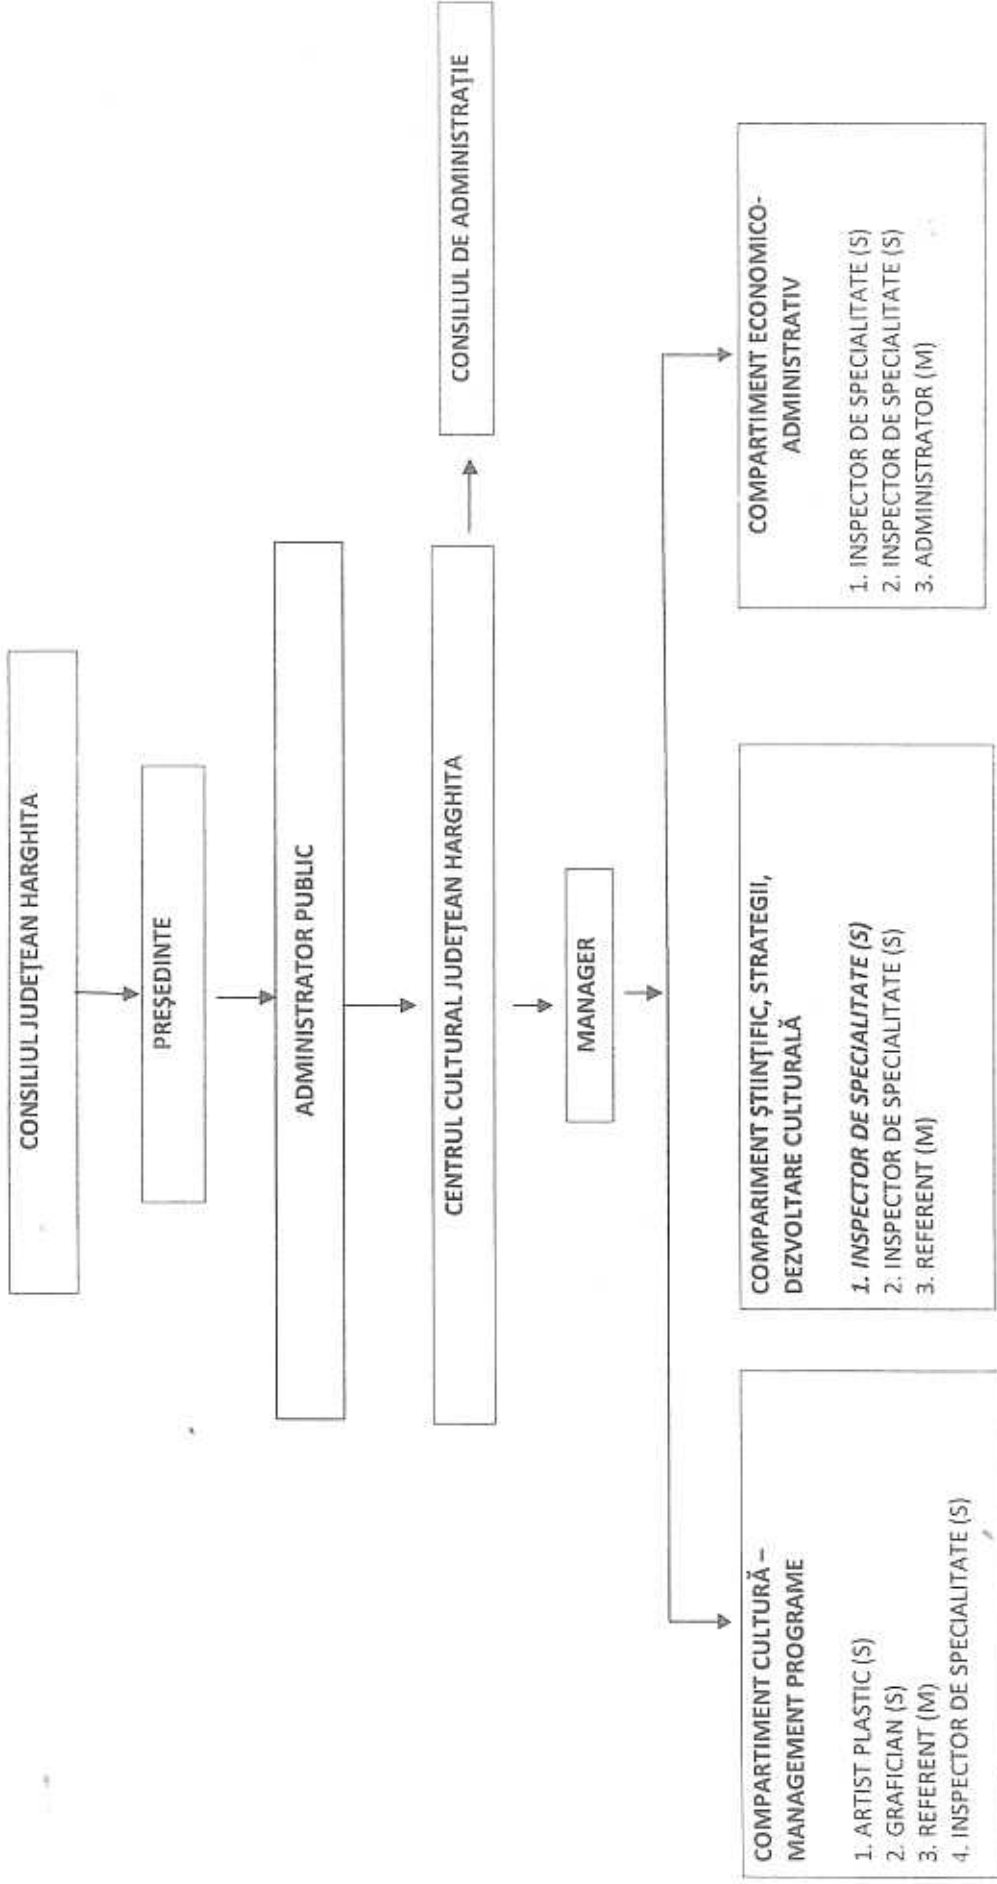 CONSILIUL JUDEȚEAN HARGHITA
PREȘEDINTE
ADMINISTRATOR PUBLIC
CENTRUL CULTURAL JUDEȚEAN HARGHITA
CONSILIUL DE ADMINISTRAȚIE
MANAGER
COMPARTIMENT CULTURĂ –
MANAGEMENT PROGRAME
1. ARTIST PLASTIC (S)
2. GRAFICIAN (S)
3. REFERENT (M)
4. INSPECTOR DE SPECIALITATE (S)
COMPARIMENT ȘTIINȚIFIC, STRATEGII,
DEZVOLTARE CULTURALĂ
1. INSPECTOR DE SPECIALITATE (S)
2. INSPECTOR DE SPECIALITATE (S)
3. REFERENT (M)
COMPARTIMENT ECONOMICO-
ADMINISTRATIV
1. INSPECTOR DE SPECIALITATE (S)
2. INSPECTOR DE SPECIALITATE (S)
3. ADMINISTRATOR (M)